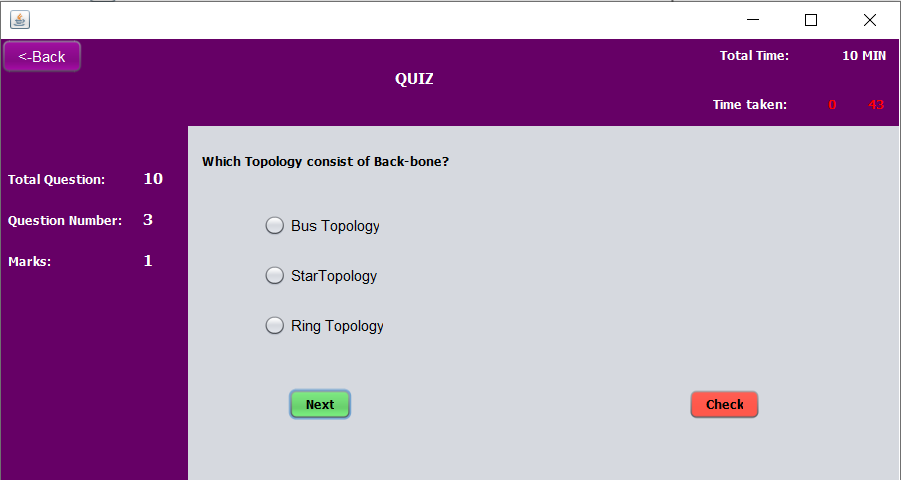 <-Back
QUIZ
Total Time: 10 MIN
Time taken: 0 43
Total Question: 10
Question Number: 3
Marks: 1
Which Topology consist of Back-bone?
Bus Topology
StarTopology
Ring Topology
Next
Check